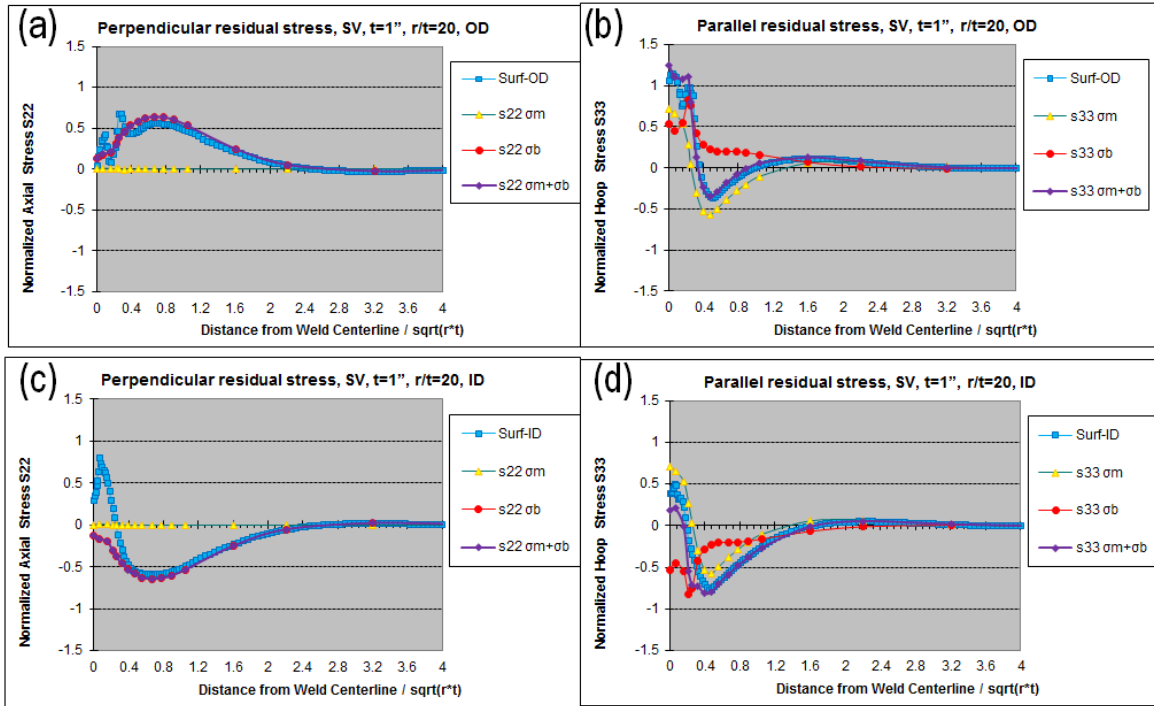 (a)
Perpendicular residual stress, SV, t=1”, r/t=20, OD
Normalized Axial Stress S22
1.5
1
0.5
0
-0.5
-1
-1.5
0 0.4 0.8 1.2 1.6 2 2.4 2.8 3.2 3.6 4
Distance from Weld Centerline / sqrt(r*t)
Surf-OD
s22 σm
s22 σb
s22 σm+σb
(b)
Parallel residual stress, SV, t=1”, r/t=20, OD
Normalized Hoop Stress S33
1.5
1
0.5
0
-0.5
-1
-1.5
0 0.4 0.8 1.2 1.6 2 2.4 2.8 3.2 3.6 4
Distance from Weld Centerline / sqrt(r*t)
Surf-OD
s33 σm
s33 σb
s33 σm+σb
(c)
Perpendicular residual stress, SV, t=1”, r/t=20, ID
Normalized Axial Stress S22
1.5
1
0.5
0
-0.5
-1
-1.5
0 0.4 0.8 1.2 1.6 2 2.4 2.8 3.2 3.6 4
Distance from Weld Centerline / sqrt(r*t)
Surf-ID
s22 σm
s22 σb
s22 σm+σb
(d)
Parallel residual stress, SV, t=1”, r/t=20, ID
Normalized Hoop Stress S33
1.5
1
0.5
0
-0.5
-1
-1.5
0 0.4 0.8 1.2 1.6 2 2.4 2.8 3.2 3.6 4
Distance from Weld Centerline / sqrt(r*t)
Surf-ID
s33 σm
s33 σb
s33 σm+σb